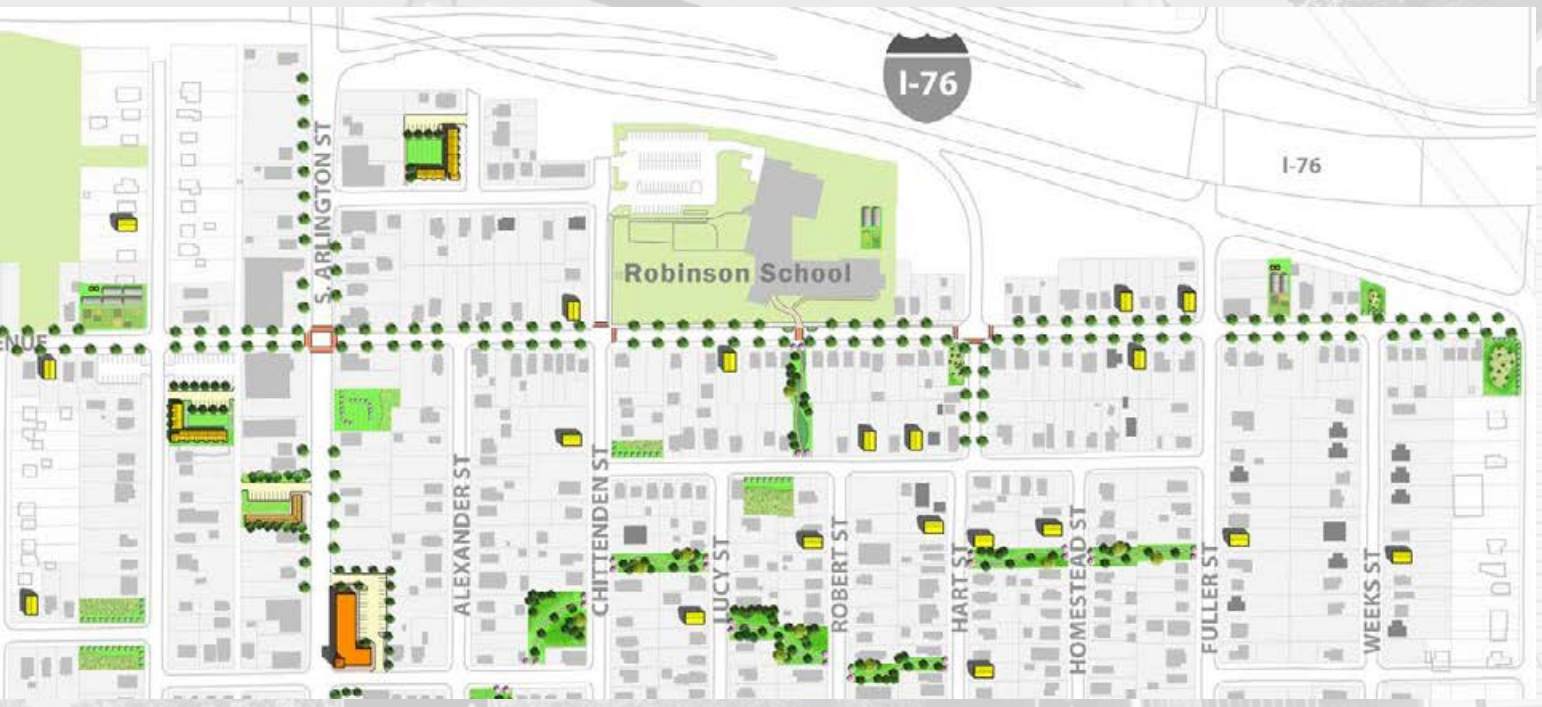 I-76
I-76
S. ARLINGTON ST
Robinson School
ENUE
ALEXANDER ST
CHITTENDEN ST
LUCY ST
ROBERT ST
HART ST
HOMESTEAD ST
FULLER ST
WEEKS ST